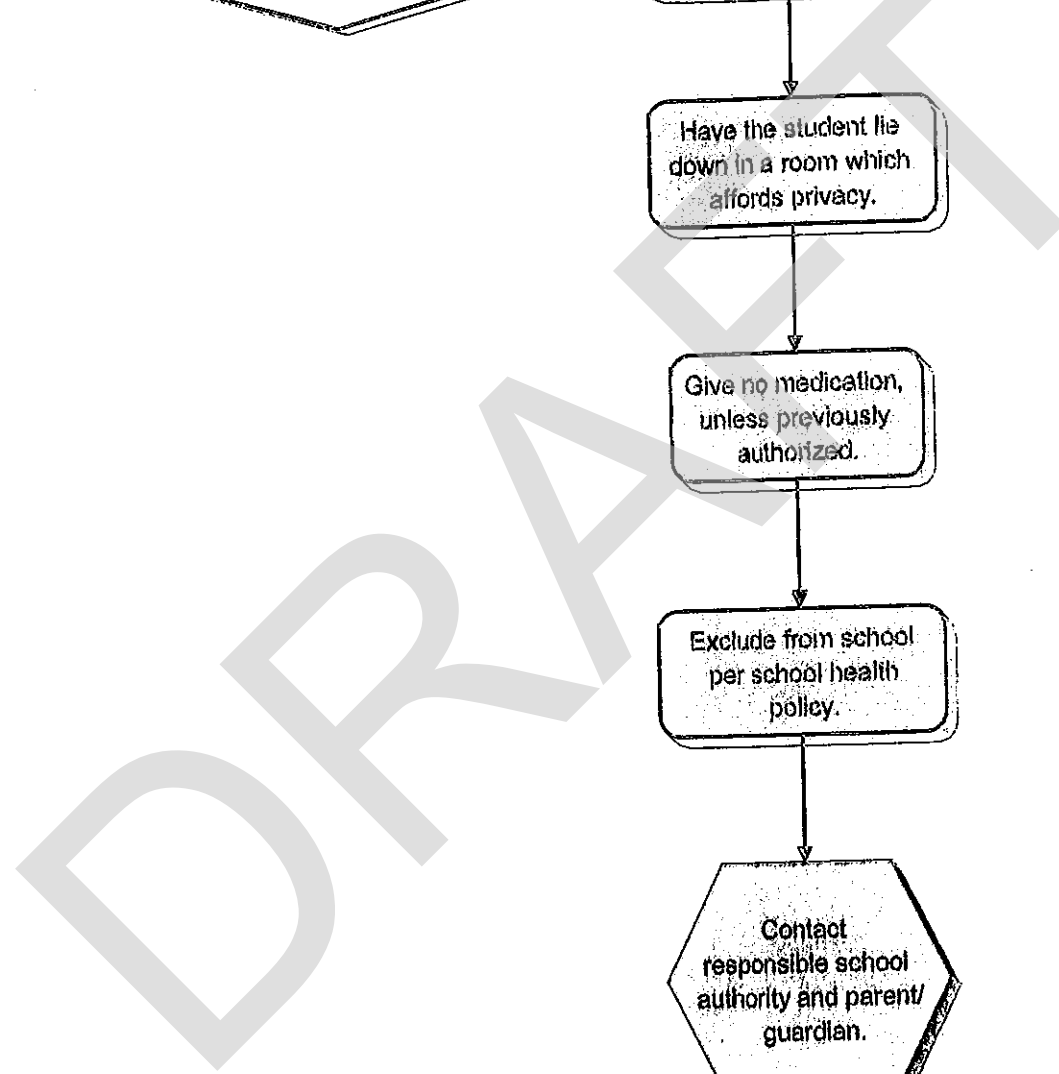 Have the student lie
down in a room which
affords privacy.
Give no medication,
unless previously
authorized.
Exclude from school
per school health
policy.
Contact
responsible school
authority and parent/
guardian.
DRAFT